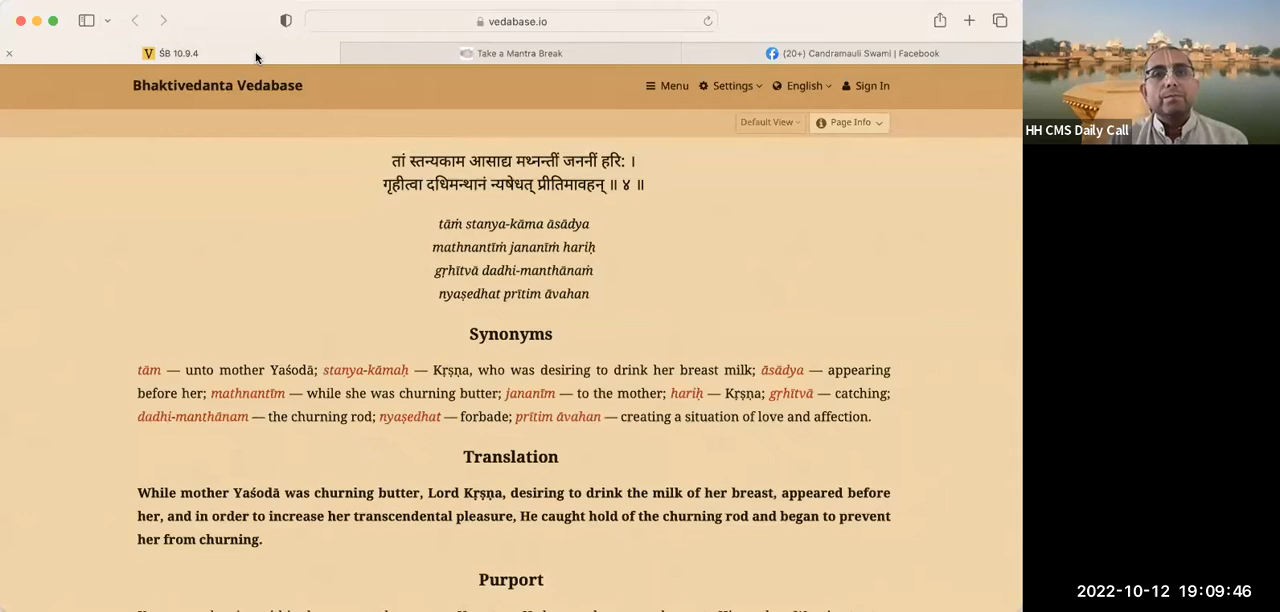 vedabase.io
ŚB 10.9.4
Take a Mantra Break
(20+) Candramauli Swami | Facebook
Bhaktivedanta Vedabase
Menu Settings English Sign In
Default View Page Info
तां स्तन्यकाम आसाद्य मथ्नन्तीं जननीं हरि: ।
गृहीत्वा दधिमन्थानं न्यषेधत् प्रीतिमावहन् ॥ ४ ॥
tāṁ stanya-kāma āsādya
mathnantīṁ jananīṁ hariḥ
gṛhītvā dadhi-manthānaṁ
nyaṣedhat prītim āvahan
Synonyms
tām — unto mother Yaśodā; stanya-kāmaḥ — Kṛṣṇa, who was desiring to drink her breast milk; āsādya — appearing
before her; mathnantīm — while she was churning butter; jananīm — to the mother; hariḥ — Kṛṣṇa; gṛhītvā — catching;
dadhi-manthānam — the churning rod; nyaṣedhat — forbade; prītim āvahan — creating a situation of love and affection.
Translation
While mother Yaśodā was churning butter, Lord Kṛṣṇa, desiring to drink the milk of her breast, appeared before
her, and in order to increase her transcendental pleasure, He caught hold of the churning rod and began to prevent
her from churning.
Purport
HH CMS Daily Call
2022-10-12 19:09:46